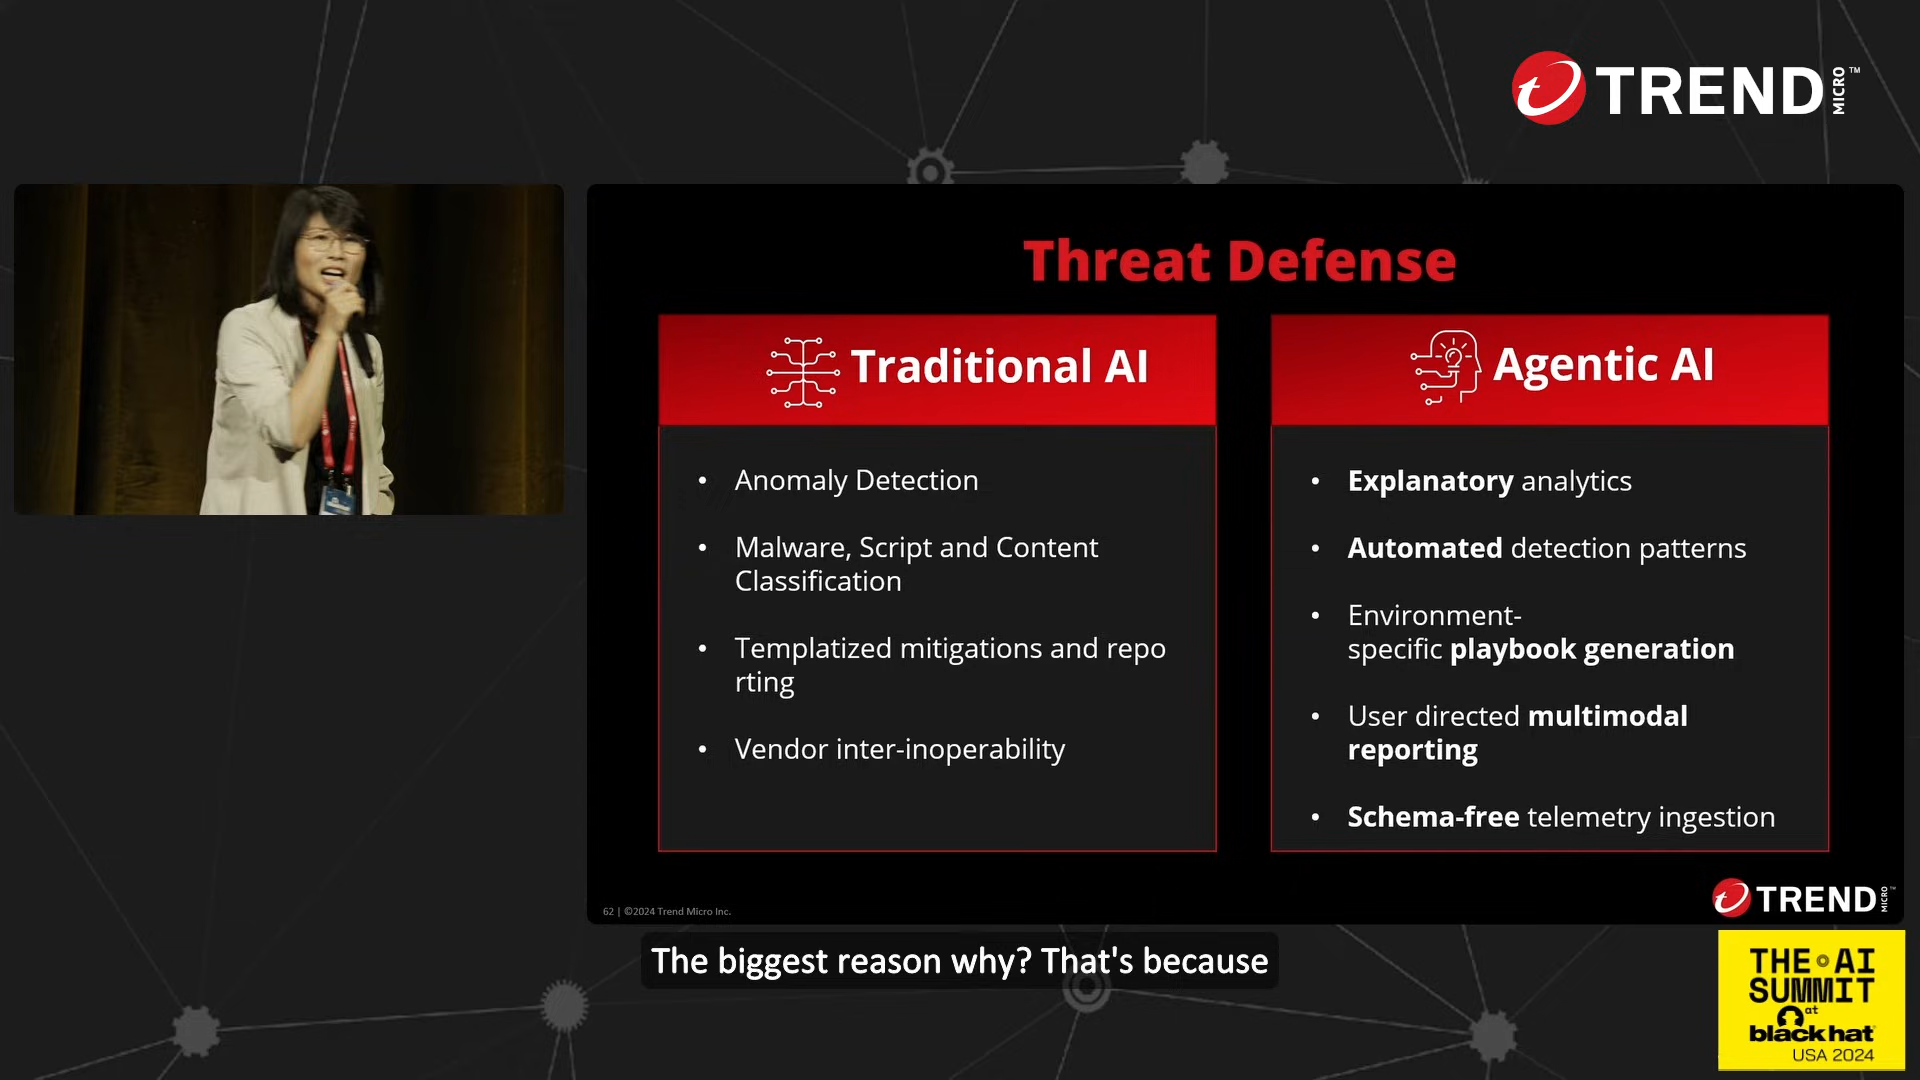 TREND MICRO™
Threat Defense
Traditional AI
• Anomaly Detection
• Malware, Script and Content
Classification
• Templatized mitigations and repo
rting
• Vendor inter-inoperability
Agentic AI
• Explanatory analytics
• Automated detection patterns
• Environment-
specific playbook generation
• User directed multimodal
reporting
• Schema-free telemetry ingestion
62 | ©2024 Trend Micro Inc.
TREND MICRO™
The biggest reason why? That's because
THE AI
SUMMIT
at
black hat
USA 2024